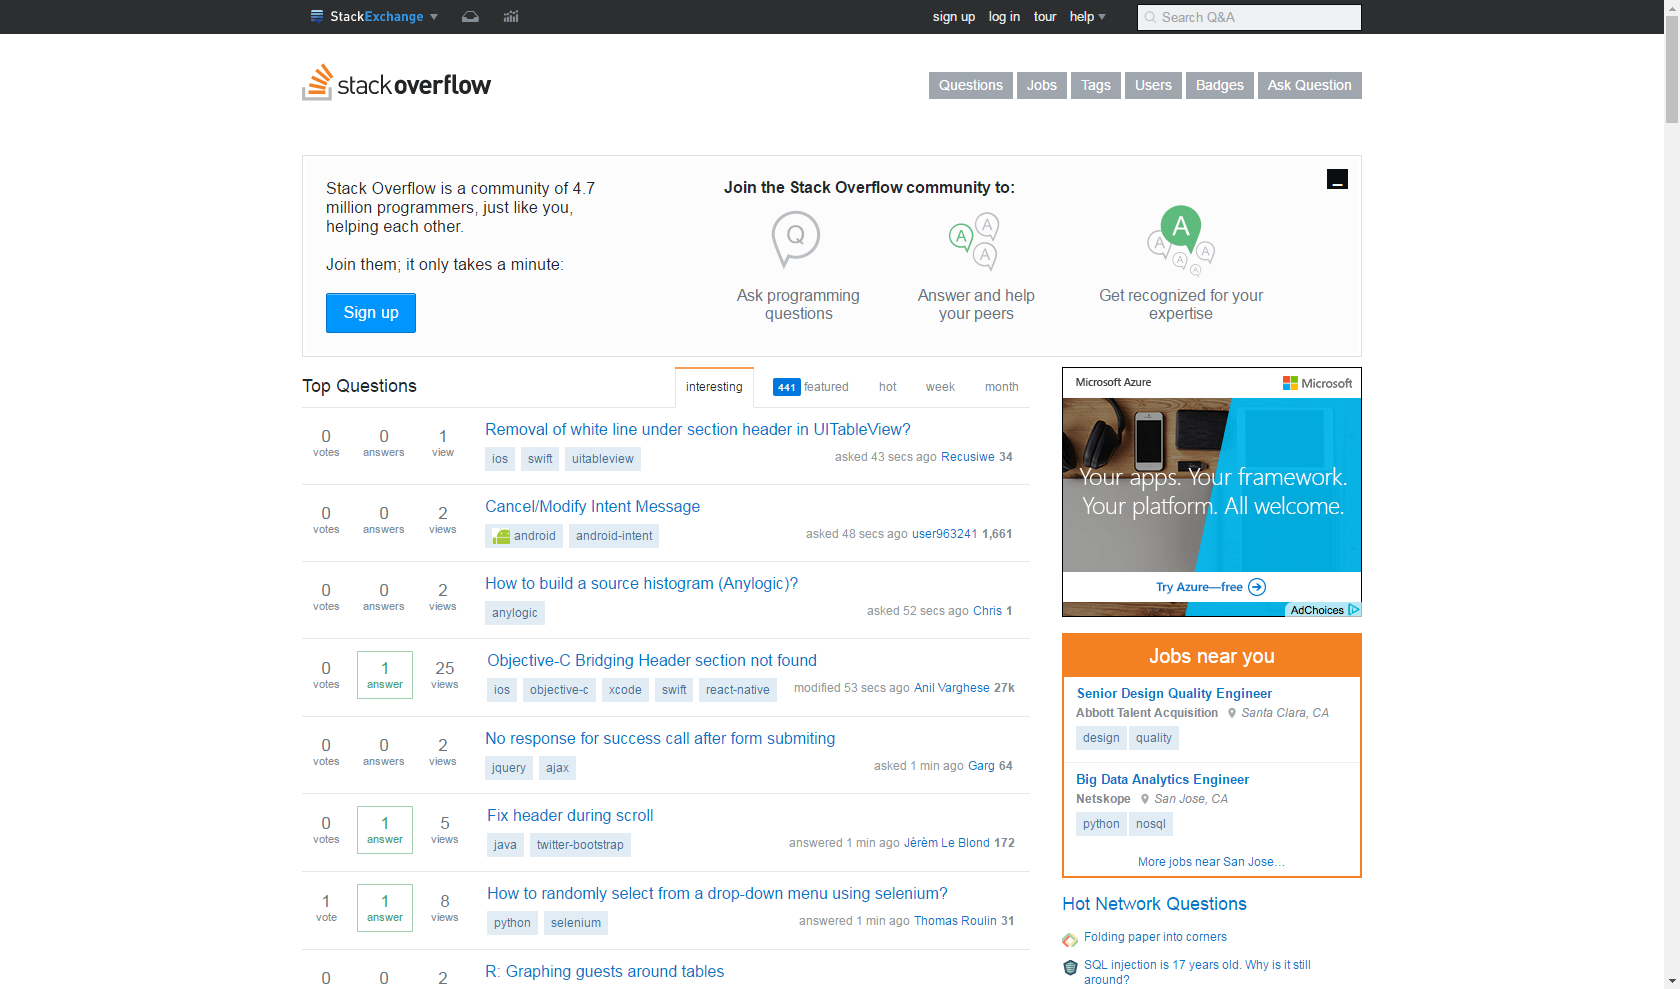 StackExchange
sign up log in tour help
Search Q&A
stackoverflow
Questions Jobs Tags Users Badges Ask Question
Stack Overflow is a community of 4.7
million programmers, just like you,
helping each other.
Join them; it only takes a minute:
Sign up
Join the Stack Overflow community to:
Q
A A A
A A A A A
Ask programming
questions
Answer and help
your peers
Get recognized for your
expertise
Top Questions
interesting 441 featured hot week month
0 votes 0 answers 1 view
Removal of white line under section header in UITableView?
ios swift uitableview
asked 43 secs ago Recusiwe 34
0 votes 0 answers 2 views
Cancel/Modify Intent Message
android android-intent
asked 48 secs ago user963241 1,661
0 votes 0 answers 2 views
How to build a source histogram (Anylogic)?
anylogic
asked 52 secs ago Chris 1
0 votes 1 answer 25 views
Objective-C Bridging Header section not found
ios objective-c xcode swift react-native
modified 53 secs ago Anil Varghese 27k
0 votes 0 answers 2 views
No response for success call after form submiting
jquery ajax
asked 1 min ago Garg 64
0 votes 1 answer 5 views
Fix header during scroll
java twitter-bootstrap
answered 1 min ago Jérèm Le Blond 172
1 vote 1 answer 8 views
How to randomly select from a drop-down menu using selenium?
python selenium
answered 1 min ago Thomas Roulin 31
0 0 2
R: Graphing guests around tables
Microsoft Azure
Microsoft
Your apps. Your framework.
Your platform. All welcome.
Try Azure—free
AdChoices
Jobs near you
Senior Design Quality Engineer
Abbott Talent Acquisition Santa Clara, CA
design quality
Big Data Analytics Engineer
Netskope San Jose, CA
python nosql
More jobs near San Jose…
Hot Network Questions
Folding paper into corners
SQL injection is 17 years old. Why is it still
around?